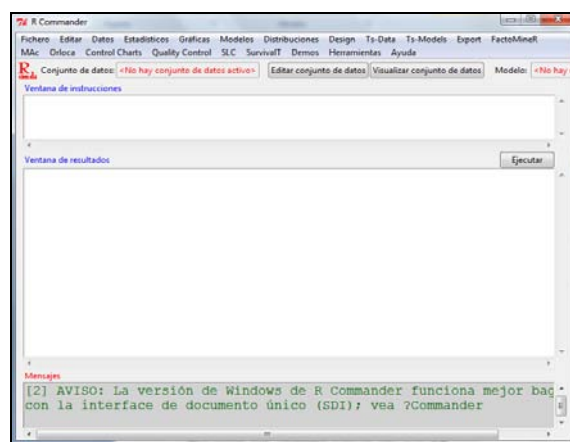 R Commander
Fichero Editar Datos Estadísticos Gráficas Modelos Distribuciones Design Ts-Data Ts-Models Export FactoMineR
MAc Orloca Control Charts Quality Control SLC SurvivalT Demos Herramientas Ayuda
Conjunto de datos: <No hay conjunto de datos activo> Editar conjunto de datos Visualizar conjunto de datos Modelo: <No hay
Ventana de instrucciones
Ventana de resultados Ejecutar
Mensajes
[2] AVISO: La versión de Windows de R Commander funciona mejor bag
con la interface de documento único (SDI); vea ?Commander